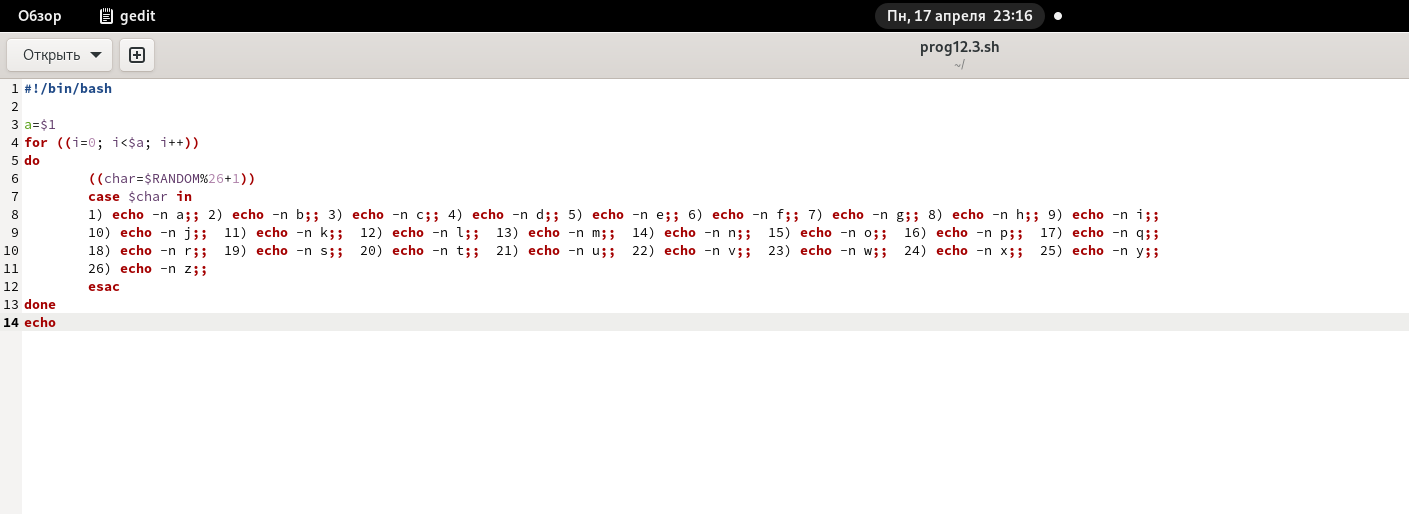 Обзор gedit Пн, 17 апреля 23:16
Открыть prog12.3.sh
~/
1 #!/bin/bash
2
3 a=$1
4 for ((i=0; i<$a; i++))
5 do
6         ((char=$RANDOM%26+1))
7         case $char in
8         1) echo -n a;; 2) echo -n b;; 3) echo -n c;; 4) echo -n d;; 5) echo -n e;; 6) echo -n f;; 7) echo -n g;; 8) echo -n h;; 9) echo -n i;;
9         10) echo -n j;;  11) echo -n k;;  12) echo -n l;;  13) echo -n m;;  14) echo -n n;;  15) echo -n o;;  16) echo -n p;;  17) echo -n q;;
10         18) echo -n r;;  19) echo -n s;;  20) echo -n t;;  21) echo -n u;;  22) echo -n v;;  23) echo -n w;;  24) echo -n x;;  25) echo -n y;;
11         26) echo -n z;;
12         esac
13 done
14 echo